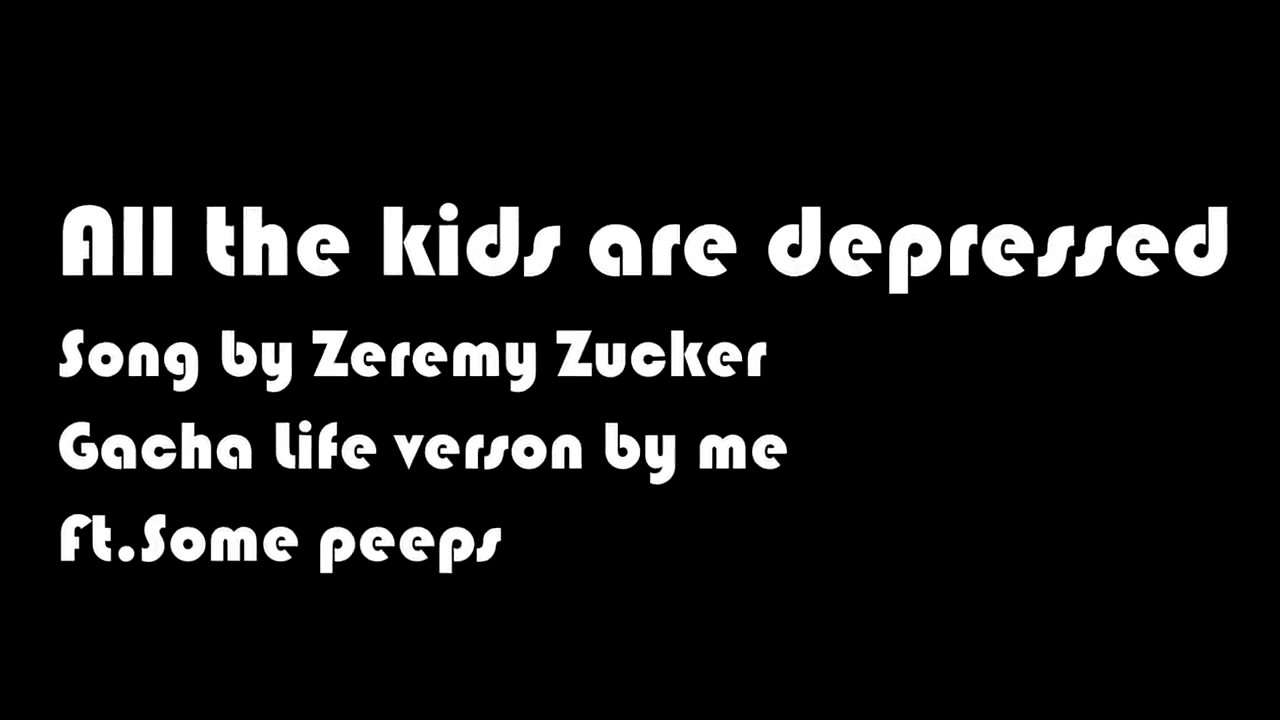 All the kids are depressed
Song by Zeremy Zucker
Gacha Life verson by me
Ft.Some peeps